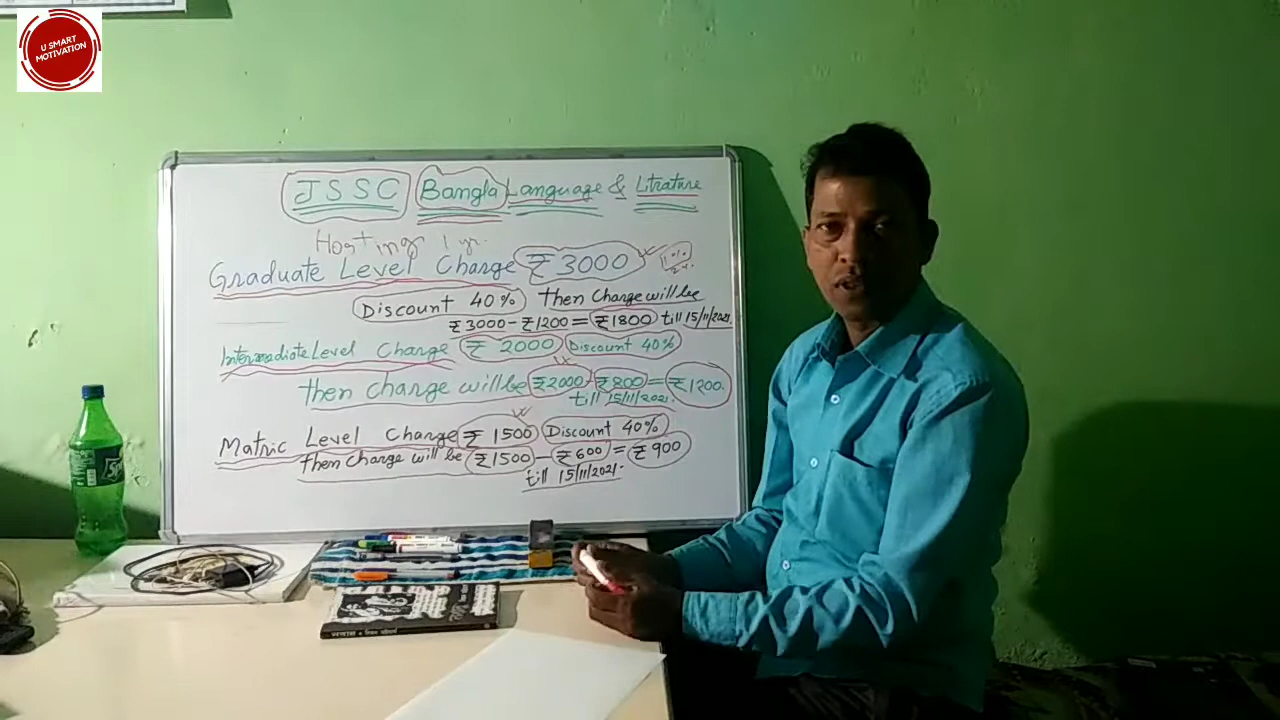 U SMART
MOTIVATION
JSSC Bangla Language & Litrature
Hosting 1 yr.
Graduate Level Charge ₹3000
Discount 40% then Charge will be
₹3000-₹1200=₹1800 till 15/11/2021.
Intermediate Level Charge ₹2000 Discount 40%
then charge will be ₹2000-₹800=₹1200.
till 15/11/2021.
Matric Level Charge ₹1500 Discount 40%
then charge will be ₹1500-₹600=₹900
till 15/11/2021.